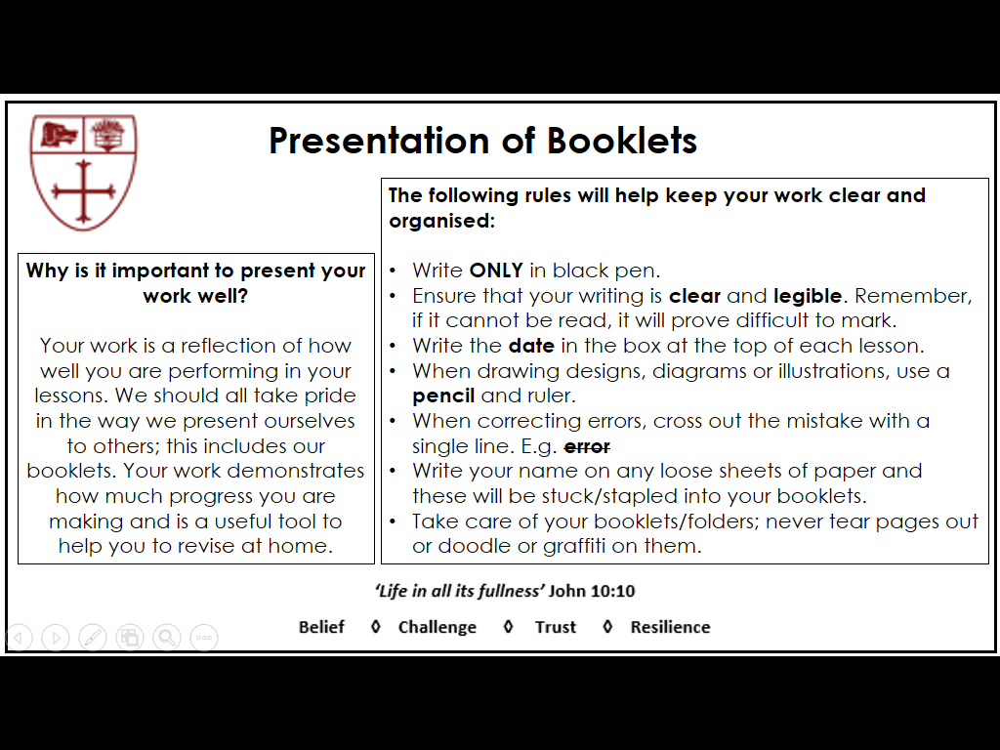 Presentation of Booklets
Why is it important to present your
work well?
Your work is a reflection of how
well you are performing in your
lessons. We should all take pride
in the way we present ourselves
to others; this includes our
booklets. Your work demonstrates
how much progress you are
making and is a useful tool to
help you to revise at home.
The following rules will help keep your work clear and
organised:
• Write ONLY in black pen.
• Ensure that your writing is clear and legible. Remember,
if it cannot be read, it will prove difficult to mark.
• Write the date in the box at the top of each lesson.
• When drawing designs, diagrams or illustrations, use a
pencil and ruler.
• When correcting errors, cross out the mistake with a
single line. E.g. error
• Write your name on any loose sheets of paper and
these will be stuck/stapled into your booklets.
• Take care of your booklets/folders; never tear pages out
or doodle or graffiti on them.
‘Life in all its fullness’ John 10:10
Belief ◊ Challenge ◊ Trust ◊ Resilience